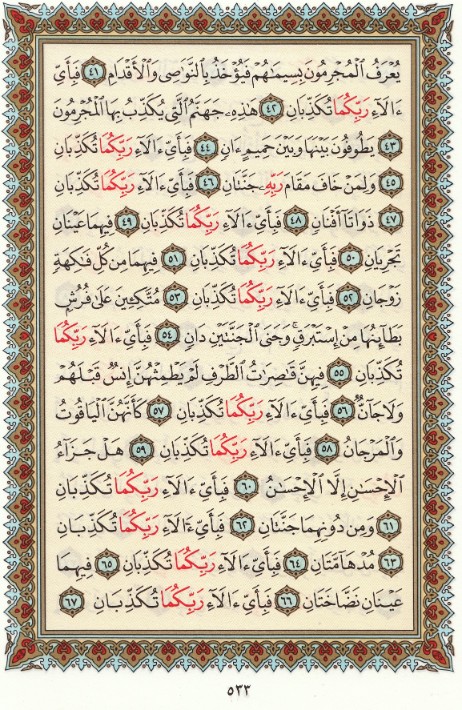 يُعْرَفُ ٱلْمُجْرِمُونَ بِسِيمَـٰهُمْ فَيُؤْخَذُ بِٱلنَّوَٰصِى وَٱلْأَقْدَامِ ٤١ فَبِأَىِّ
ءَالَآءِ رَبِّكُمَا تُكَذِّبَانِ ٤٢ هَـٰذِهِۦ جَهَنَّمُ ٱلَّتِى يُكَذِّبُ بِهَا ٱلْمُجْرِمُونَ
٤٣ يَطُوفُونَ بَيْنَهَا وَبَيْنَ حَمِيمٍ ءَانٍ ٤٤ فَبِأَىِّ ءَالَآءِ رَبِّكُمَا تُكَذِّبَانِ
٤٥ وَلِمَنْ خَافَ مَقَامَ رَبِّهِۦ جَنَّتَانِ ٤٦ فَبِأَىِّ ءَالَآءِ رَبِّكُمَا تُكَذِّبَانِ
٤٧ ذَوَاتَآ أَفْنَانٍ ٤٨ فَبِأَىِّ ءَالَآءِ رَبِّكُمَا تُكَذِّبَانِ ٤٩ فِيهِمَا عَيْنَانِ
تَجْرِيَانِ ٥٠ فَبِأَىِّ ءَالَآءِ رَبِّكُمَا تُكَذِّبَانِ ٥١ فِيهِمَا مِن كُلِّ فَـٰكِهَةٍ
زَوْجَانِ ٥٢ فَبِأَىِّ ءَالَآءِ رَبِّكُمَا تُكَذِّبَانِ ٥٣ مُتَّكِـِٔينَ عَلَىٰ فُرُشٍۭ
بَطَآئِنُهَا مِنْ إِسْتَبْرَقٍ ۚ وَجَنَى ٱلْجَنَّتَيْنِ دَانٍ ٥٤ فَبِأَىِّ ءَالَآءِ رَبِّكُمَا
تُكَذِّبَانِ ٥٥ فِيهِنَّ قَـٰصِرَٰتُ ٱلطَّرْفِ لَمْ يَطْمِثْهُنَّ إِنسٌ قَبْلَهُمْ
وَلَا جَآنٌّ ٥٦ فَبِأَىِّ ءَالَآءِ رَبِّكُمَا تُكَذِّبَانِ ٥٧ كَأَنَّهُنَّ ٱلْيَاقُوتُ
وَٱلْمَرْجَانُ ٥٨ فَبِأَىِّ ءَالَآءِ رَبِّكُمَا تُكَذِّبَانِ ٥٩ هَلْ جَزَآءُ
ٱلْإِحْسَـٰنِ إِلَّا ٱلْإِحْسَـٰنُ ٦٠ فَبِأَىِّ ءَالَآءِ رَبِّكُمَا تُكَذِّبَانِ
٦١ وَمِن دُونِهِمَا جَنَّتَانِ ٦٢ فَبِأَىِّ ءَالَآءِ رَبِّكُمَا تُكَذِّبَانِ
٦٣ مُدْهَآمَّتَانِ ٦٤ فَبِأَىِّ ءَالَآءِ رَبِّكُمَا تُكَذِّبَانِ ٦٥ فِيهِمَا
عَيْنَانِ نَضَّاخَتَانِ ٦٦ فَبِأَىِّ ءَالَآءِ رَبِّكُمَا تُكَذِّبَانِ ٦٧
٥٣٣